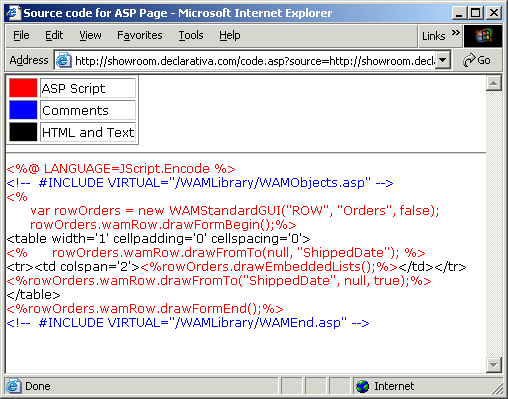 Source code for ASP Page - Microsoft Internet Explorer
File Edit View Favorites Tools Help Links »
Address http://showroom.declarativa.com/code.asp?source=http://showroom.decla Go
ASP Script
Comments
HTML and Text
<%@ LANGUAGE=JScript.Encode %>
<!-- #INCLUDE VIRTUAL="/WAMLibrary/WAMObjects.asp" -->
<%
var rowOrders = new WAMStandardGUI("ROW", "Orders", false);
rowOrders.wamRow.drawFormBegin();%>
<table width='1' cellpadding='0' cellspacing='0'>
<% rowOrders.wamRow.drawFromTo(null, "ShippedDate"); %>
<tr><td colspan='2'><%rowOrders.drawEmbeddedLists();%></td></tr>
<%rowOrders.wamRow.drawFromTo("ShippedDate", null, true);%>
</table>
<%rowOrders.wamRow.drawFormEnd();%>
<!-- #INCLUDE VIRTUAL="/WAMLibrary/WAMEnd.asp" -->
Done Internet